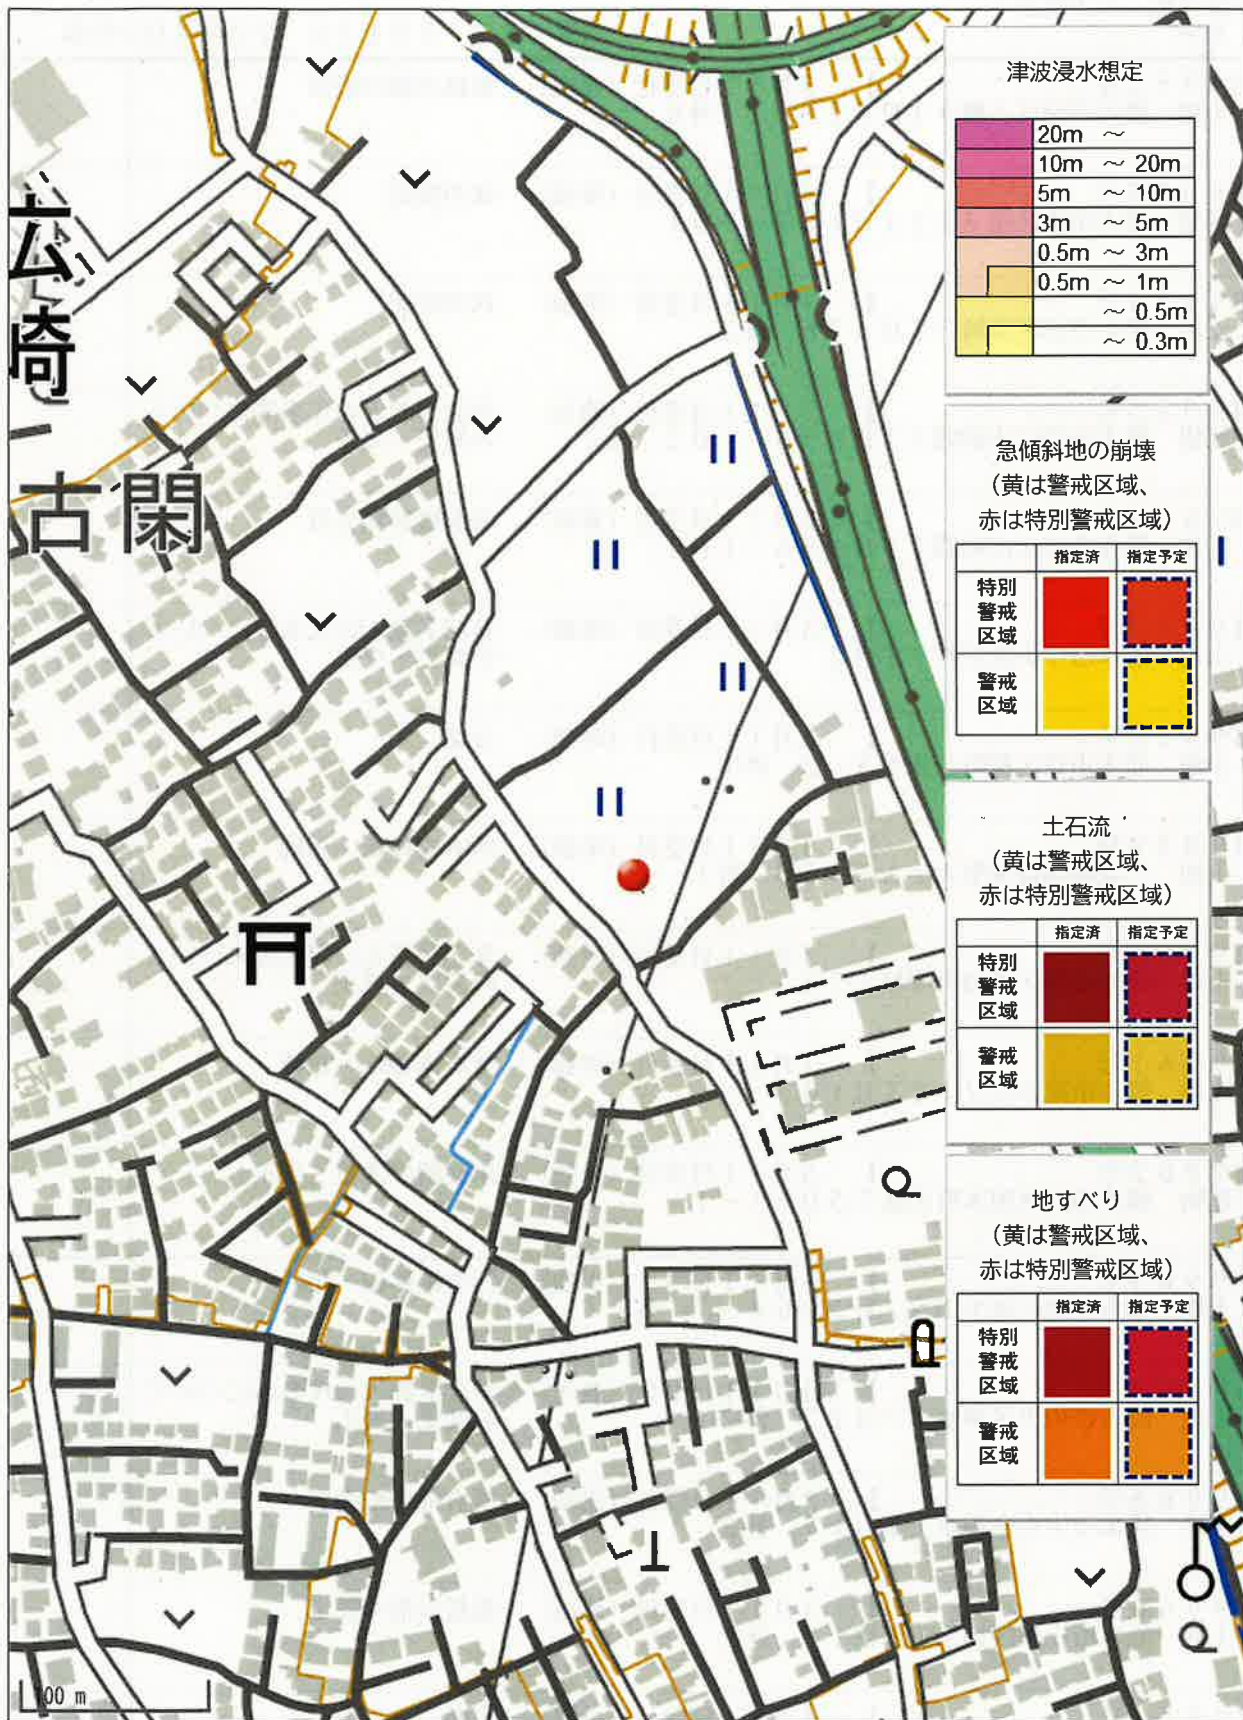 広
崎
古閑
津波浸水想定
20m ～
10m ～ 20m
5m ～ 10m
3m ～ 5m
0.5m ～ 3m
0.5m ～ 1m
～ 0.5m
～ 0.3m
急傾斜地の崩壊
（黄は警戒区域、
赤は特別警戒区域）
指定済 指定予定
特別
警戒
区域
警戒
区域
土石流
（黄は警戒区域、
赤は特別警戒区域）
指定済 指定予定
特別
警戒
区域
警戒
区域
地すべり
（黄は警戒区域、
赤は特別警戒区域）
指定済 指定予定
特別
警戒
区域
警戒
区域
100 m